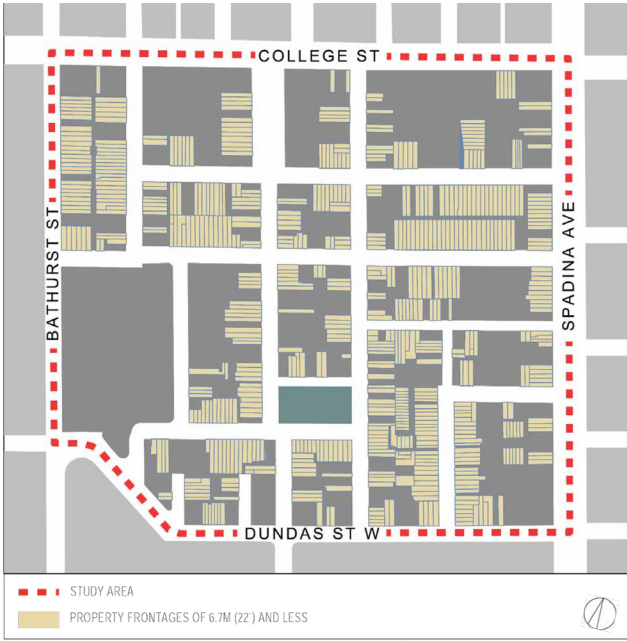 COLLEGE ST
BATHURST ST
SPADINA AVE
DUNDAS ST W
STUDY AREA
PROPERTY FRONTAGES OF 6.7M (22') AND LESS